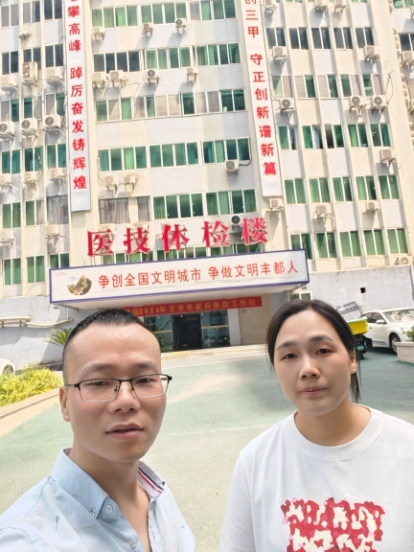 攀高峰 踔厉奋发铸辉煌
创三甲 守正创新谱新篇
医技体检楼
争创全国文明城市 争做文明丰都人